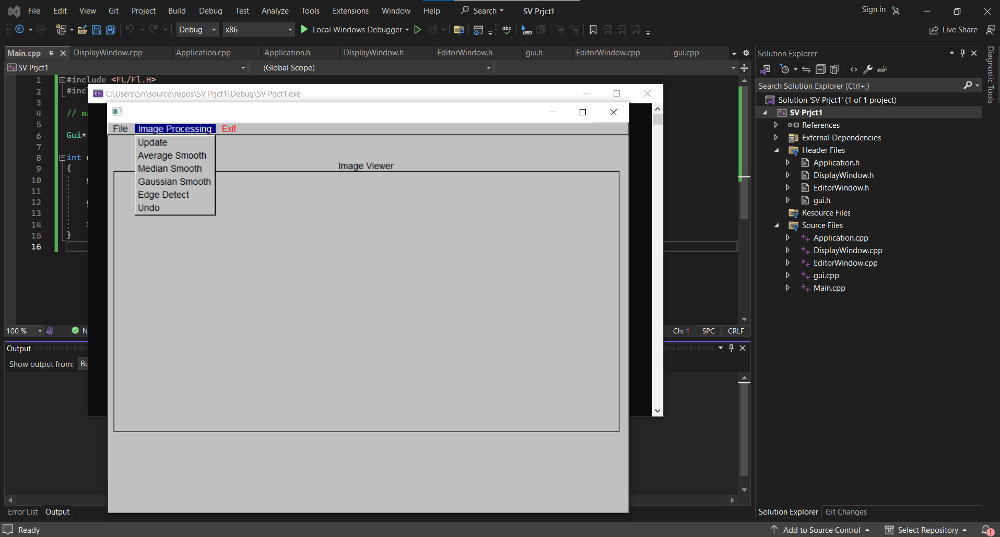 File Edit View Git Project Build Debug Test Analyze Tools Extensions Window Help Search SV Prjct1 Sign in
Debug x86 Local Windows Debugger abc Live Share
Main.cpp DisplayWindow.cpp Application.cpp Application.h DisplayWindow.h EditorWindow.h gui.h EditorWindow.cpp gui.cpp
SV Prjct1 (Global Scope)
1 #include <FL/Fl.H>
2
3
4 //
5
6 Gui*
7
8 int
9 {
10
11
12
13
14
15 }
16
C:\Users\Sri\source\repos\SV Prjct1\Debug\SV Prjct1.exe
File Image Processing Exit
Update
Average Smooth
Median Smooth
Gaussian Smooth
Edge Detect
Undo
Image Viewer
100 % Ch: 1 SPC CRLF
Output
Show output from:
Error List Output
Solution Explorer
Search Solution Explorer (Ctrl+;)
Solution 'SV Prjct1' (1 of 1 project)
SV Prjct1
References
External Dependencies
Header Files
Application.h
DisplayWindow.h
EditorWindow.h
gui.h
Resource Files
Source Files
Application.cpp
DisplayWindow.cpp
EditorWindow.cpp
gui.cpp
Main.cpp
Solution Explorer Git Changes
Diagnostic Tools
Ready Add to Source Control Select Repository 1